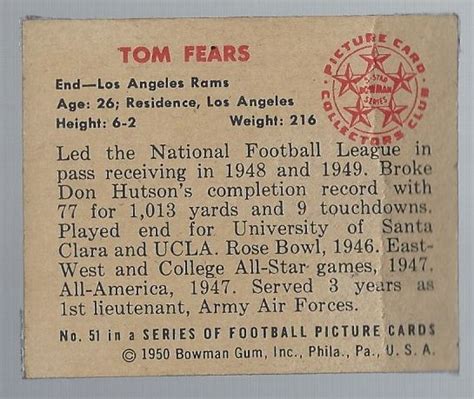 TOM FEARS
End—Los Angeles Rams
Age: 26; Residence, Los Angeles
Height: 6-2 Weight: 216
PICTURE CARD
COLLECTORS CLUB
5-STAR
BOWMAN
SERIES
Led the National Football League in
pass receiving in 1948 and 1949. Broke
Don Hutson's completion record with
77 for 1,013 yards and 9 touchdowns.
Played end for University of Santa
Clara and UCLA. Rose Bowl, 1946. East-
West and College All-Star games, 1947.
All-America, 1947. Served 3 years as
1st lieutenant, Army Air Forces.
No. 51 in a SERIES OF FOOTBALL PICTURE CARDS
© 1950 Bowman Gum, Inc., Phila., Pa., U. S. A.